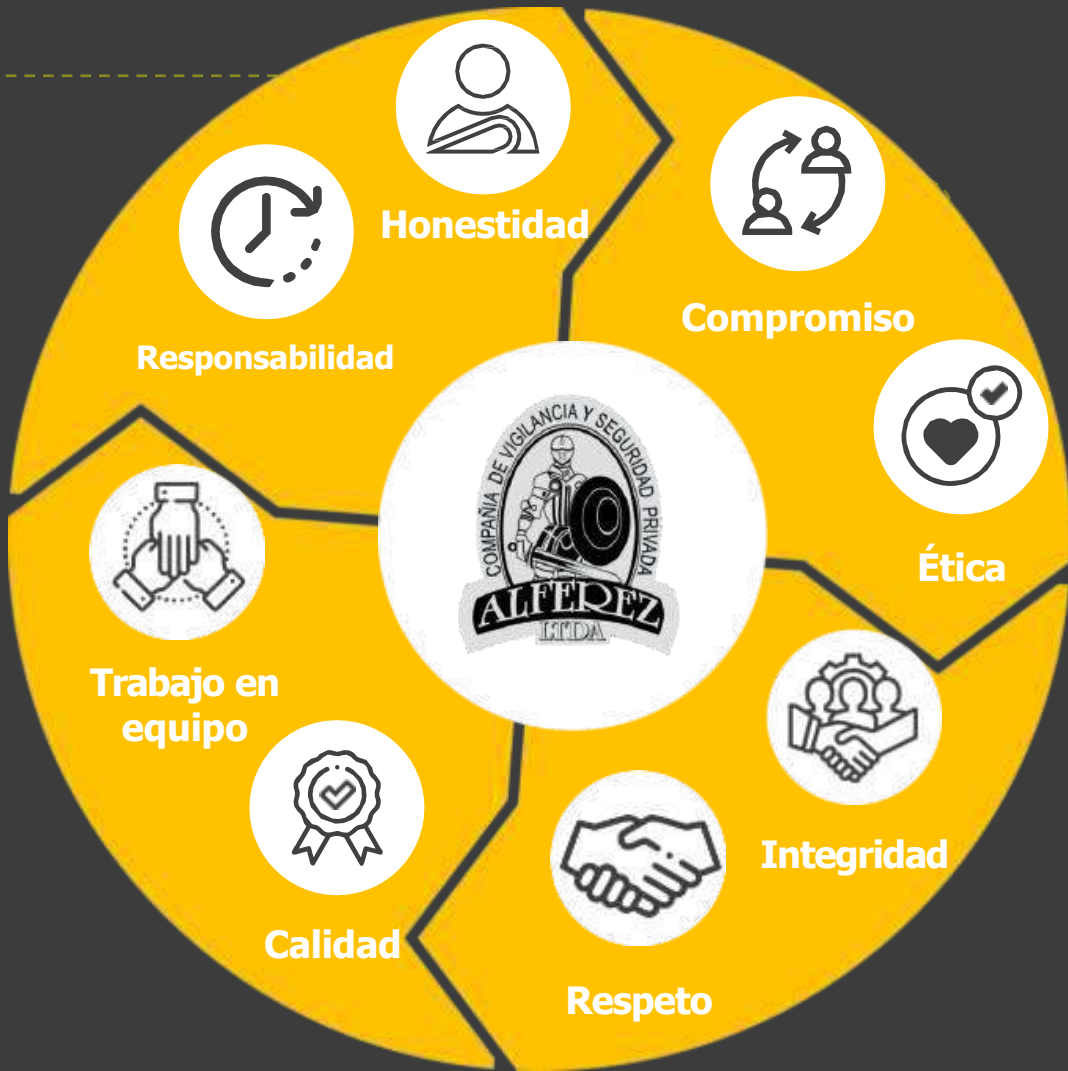 Honestidad
Compromiso
Responsabilidad
COMPAÑIA DE VIGILANCIA Y SEGURIDAD PRIVADA
ALFEREZ
LTDA
Ética
Trabajo en
equipo
Integridad
Calidad
Respeto